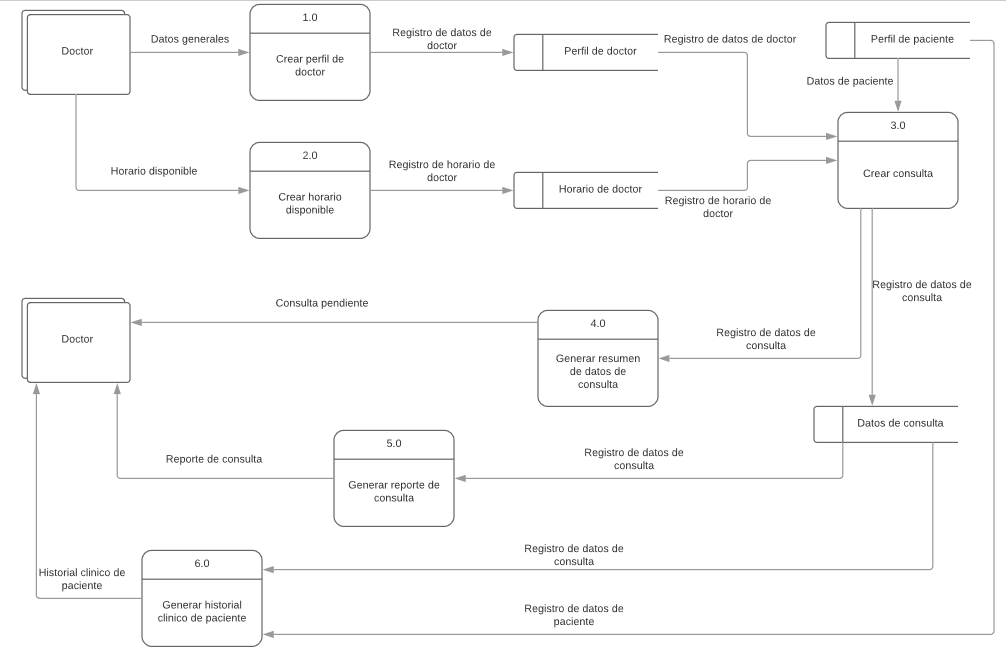 Doctor
Datos generales
1.0
Crear perfil de
doctor
Registro de datos de
doctor
Perfil de doctor
Registro de datos de doctor
Perfil de paciente
Datos de paciente
3.0
Crear consulta
Horario disponible
2.0
Crear horario
disponible
Registro de horario de
doctor
Horario de doctor
Registro de horario de
doctor
Registro de datos de
consulta
Doctor
Consulta pendiente
4.0
Generar resumen
de datos de
consulta
Registro de datos de
consulta
Datos de consulta
Reporte de consulta
5.0
Generar reporte de
consulta
Registro de datos de
consulta
Historial clinico de
paciente
6.0
Generar historial
clinico de paciente
Registro de datos de
consulta
Registro de datos de
paciente